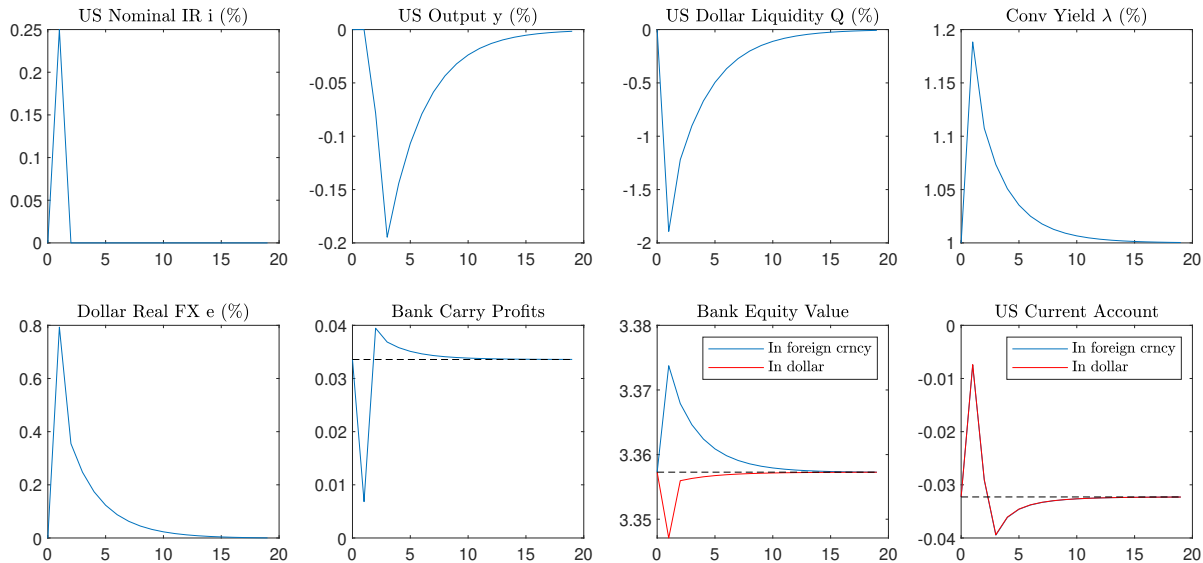 US Nominal IR i (%)
US Output y (%)
US Dollar Liquidity Q (%)
Conv Yield λ (%)
0.25
0.2
0.15
0.1
0.05
0
0 5 10 15 20
0
-0.05
-0.1
-0.15
-0.2
0 5 10 15 20
0
-0.5
-1
-1.5
-2
0 5 10 15 20
1.2
1.15
1.1
1.05
1
0 5 10 15 20
Dollar Real FX e (%)
Bank Carry Profits
Bank Equity Value
US Current Account
0.8
0.6
0.4
0.2
0
0 5 10 15 20
0.04
0.03
0.02
0.01
0
0 5 10 15 20
3.38
3.37
3.36
3.35
In foreign crncy
In dollar
0 5 10 15 20
0
-0.01
-0.02
-0.03
-0.04
In foreign crncy
In dollar
0 5 10 15 20